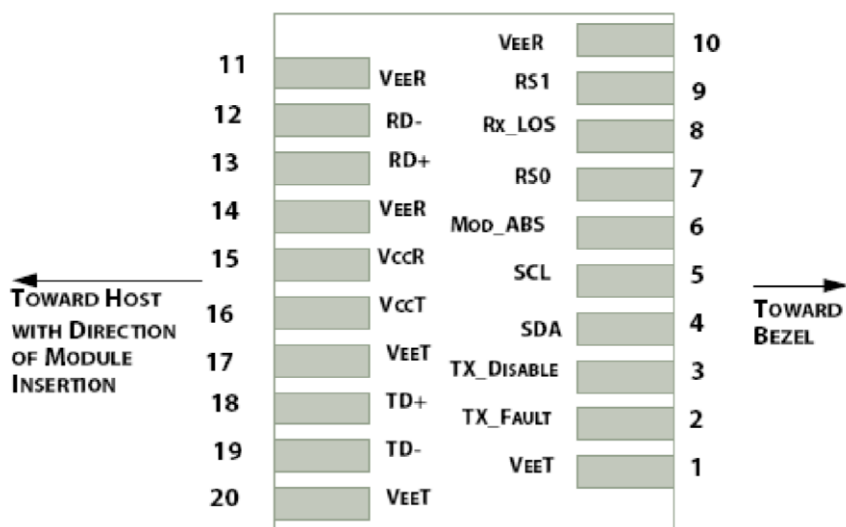 VEER 10
11 VEER
RS1 9
12 RD-
RX_LOS 8
13 RD+
RS0 7
14 VEER
MOD_ABS 6
15 VCCR
SCL 5
TOWARD HOST
WITH DIRECTION
OF MODULE
INSERTION
16 VCCT
SDA 4
TOWARD
BEZEL
17 VEET
TX_DISABLE 3
18 TD+
TX_FAULT 2
19 TD-
VEET 1
20 VEET